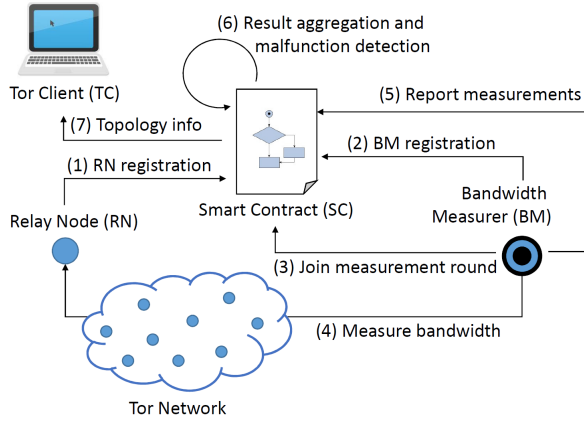 (6) Result aggregation and
malfunction detection
Tor Client (TC)
(5) Report measurements
(7) Topology info
(2) BM registration
(1) RN registration
Bandwidth
Measurer (BM)
Smart Contract (SC)
Relay Node (RN)
(3) Join measurement round
(4) Measure bandwidth
Tor Network